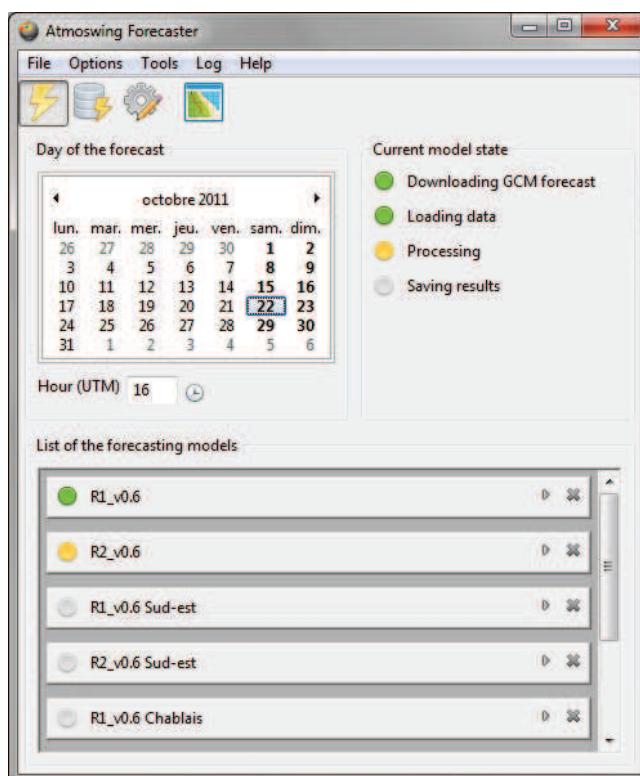 Atmoswing Forecaster
File Options Tools Log Help
Day of the forecast
octobre 2011
lun. mar. mer. jeu. ven. sam. dim.
26 27 28 29 30 1 2
3 4 5 6 7 8 9
10 11 12 13 14 15 16
17 18 19 20 21 22 23
24 25 26 27 28 29 30
31 1 2 3 4 5 6
Hour (UTM) 16
Current model state
Downloading GCM forecast
Loading data
Processing
Saving results
List of the forecasting models
R1_v0.6
R2_v0.6
R1_v0.6 Sud-est
R2_v0.6 Sud-est
R1_v0.6 Chablais